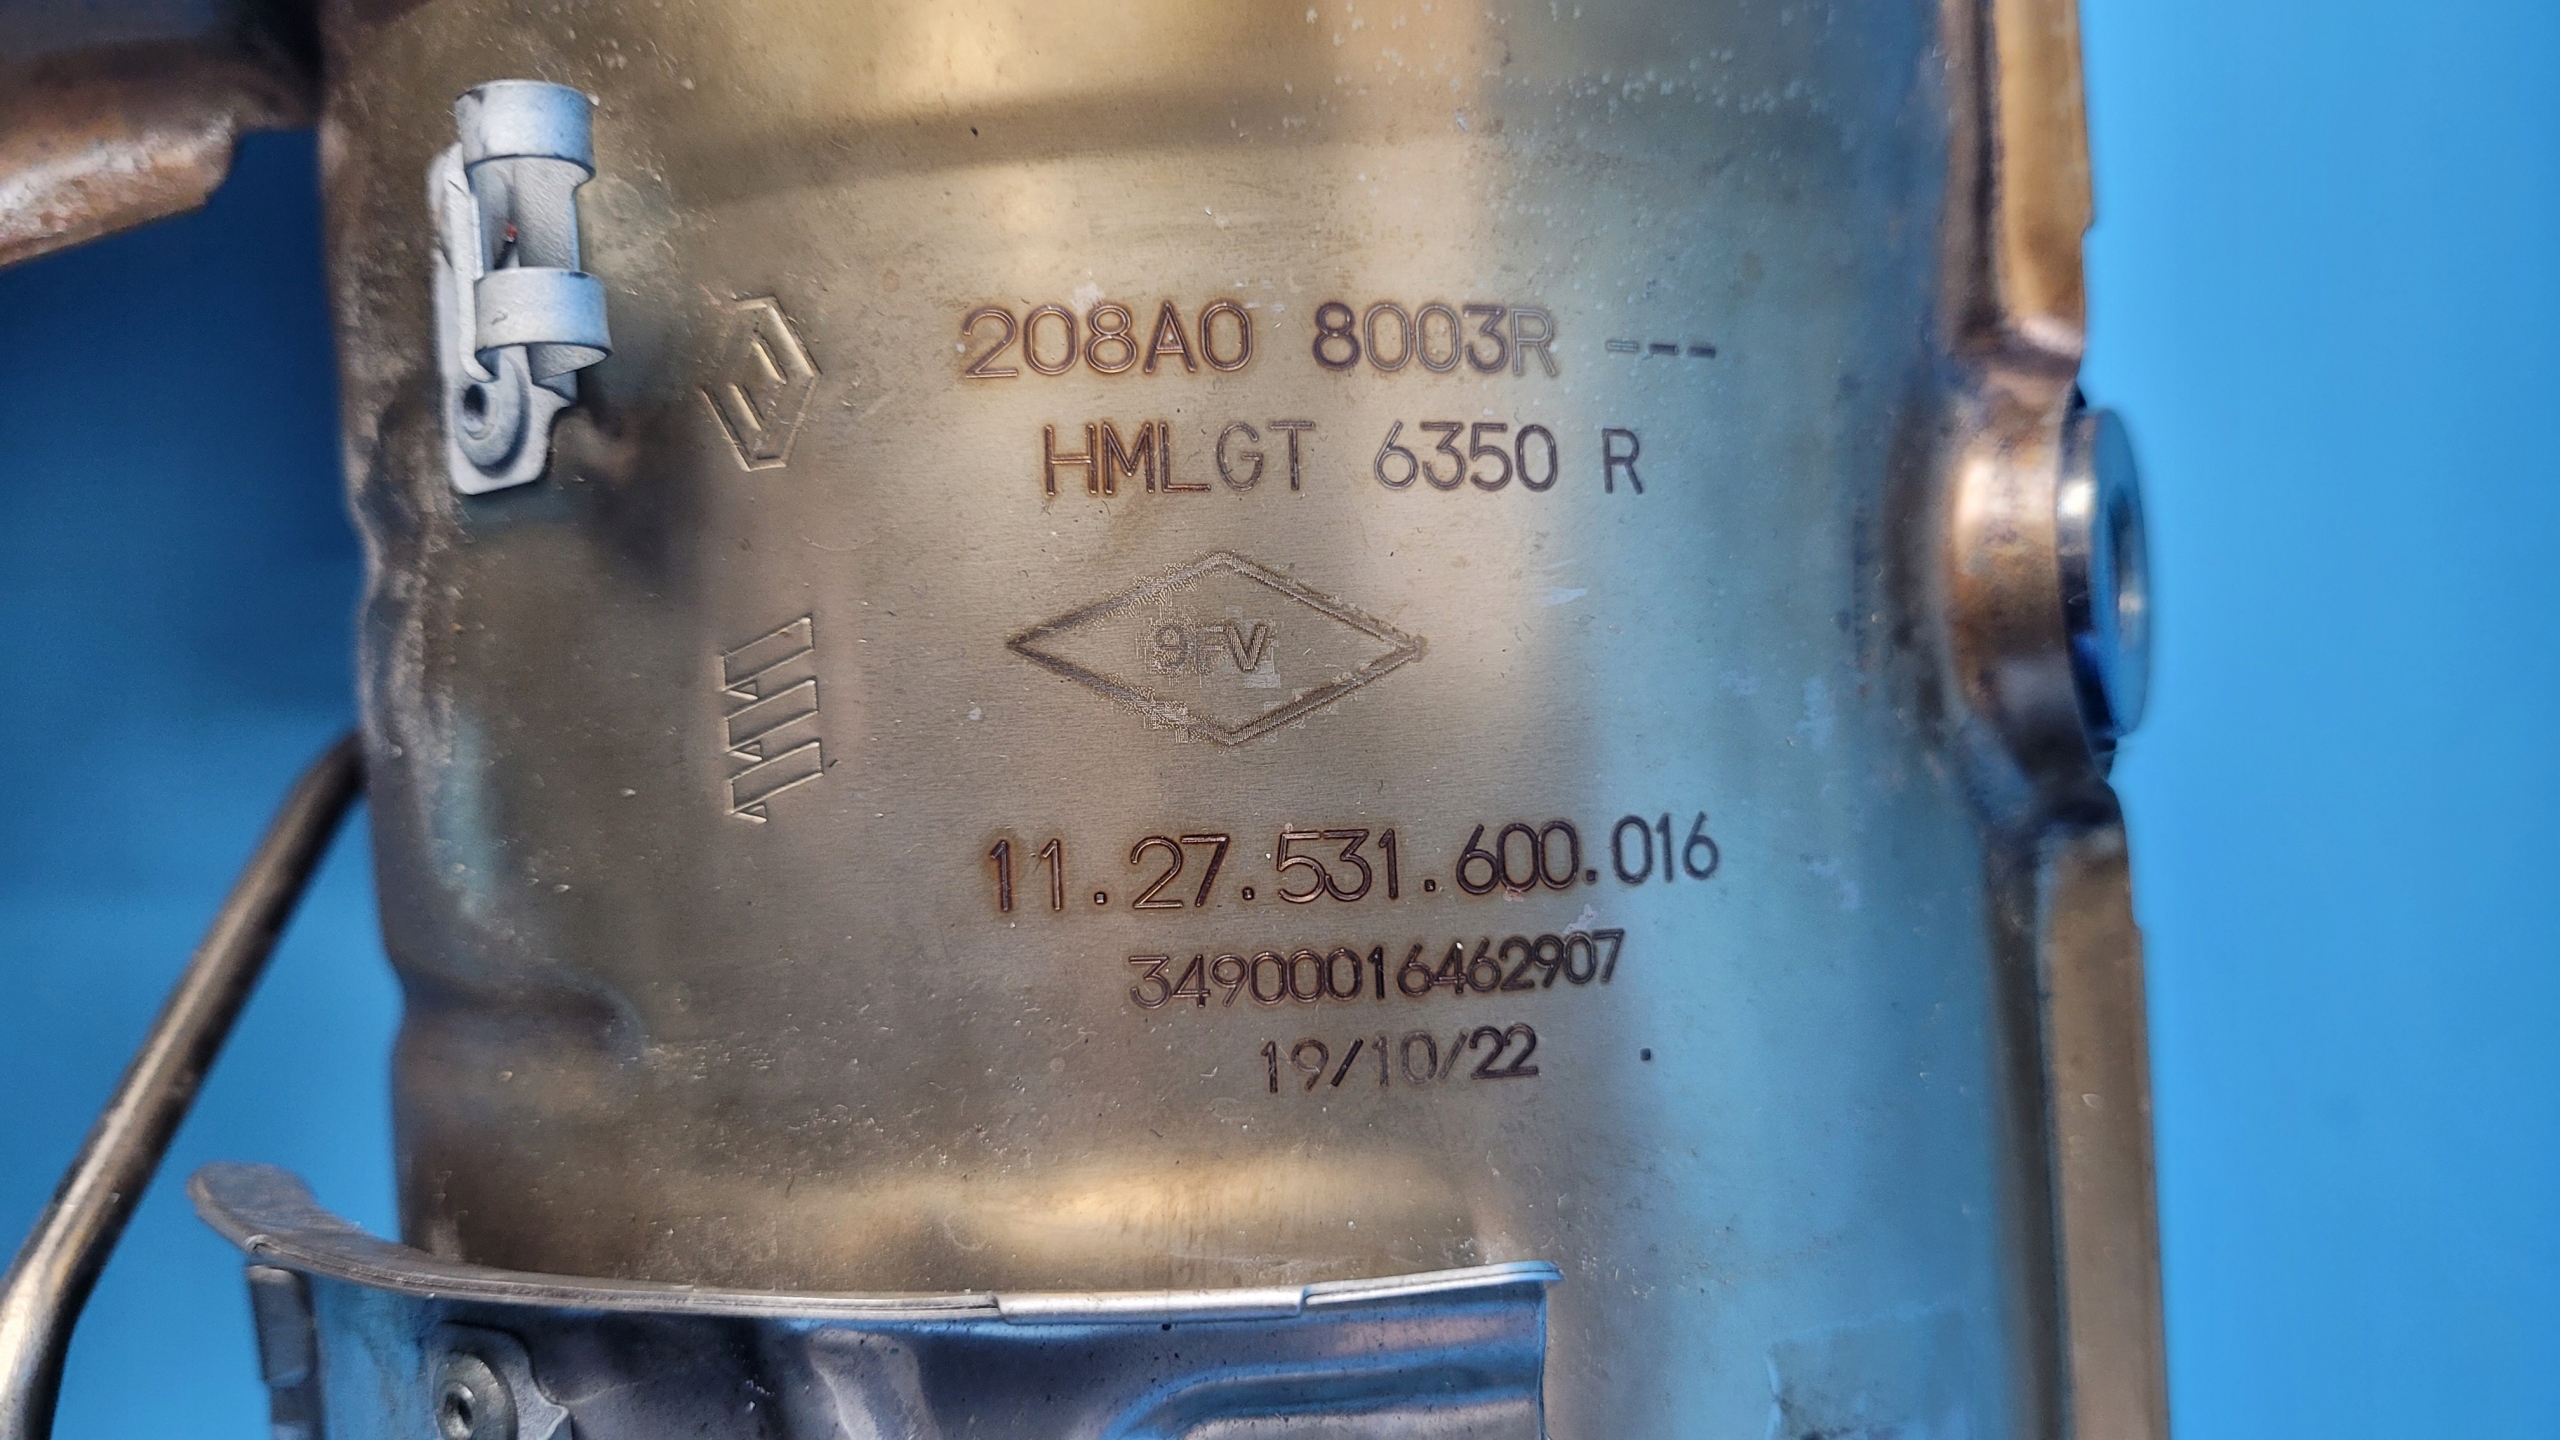 208A0 8003R ---
HMLGT 6350 R
9FV
11.27.531.600.016
34900016462907
19/10/22